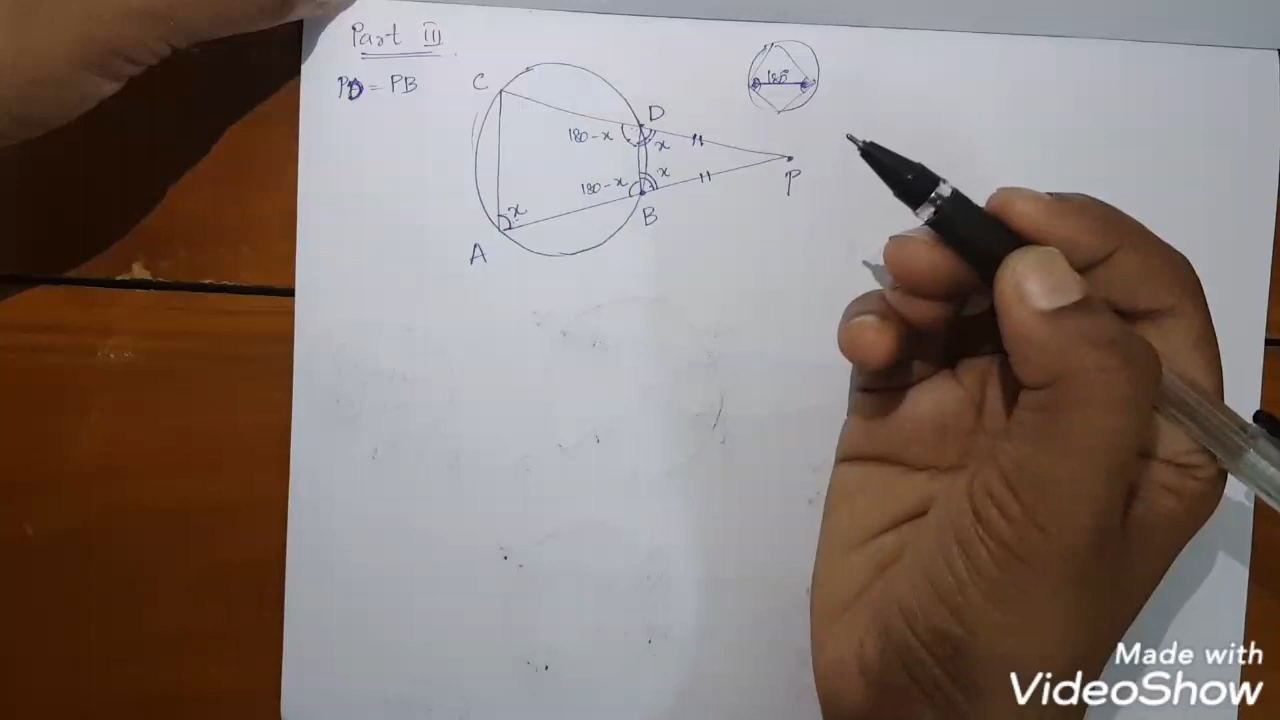 Part III
PD = PB
180°
C
D
180-x
x
x
180-x
P
x
B
A
Made with
VideoShow